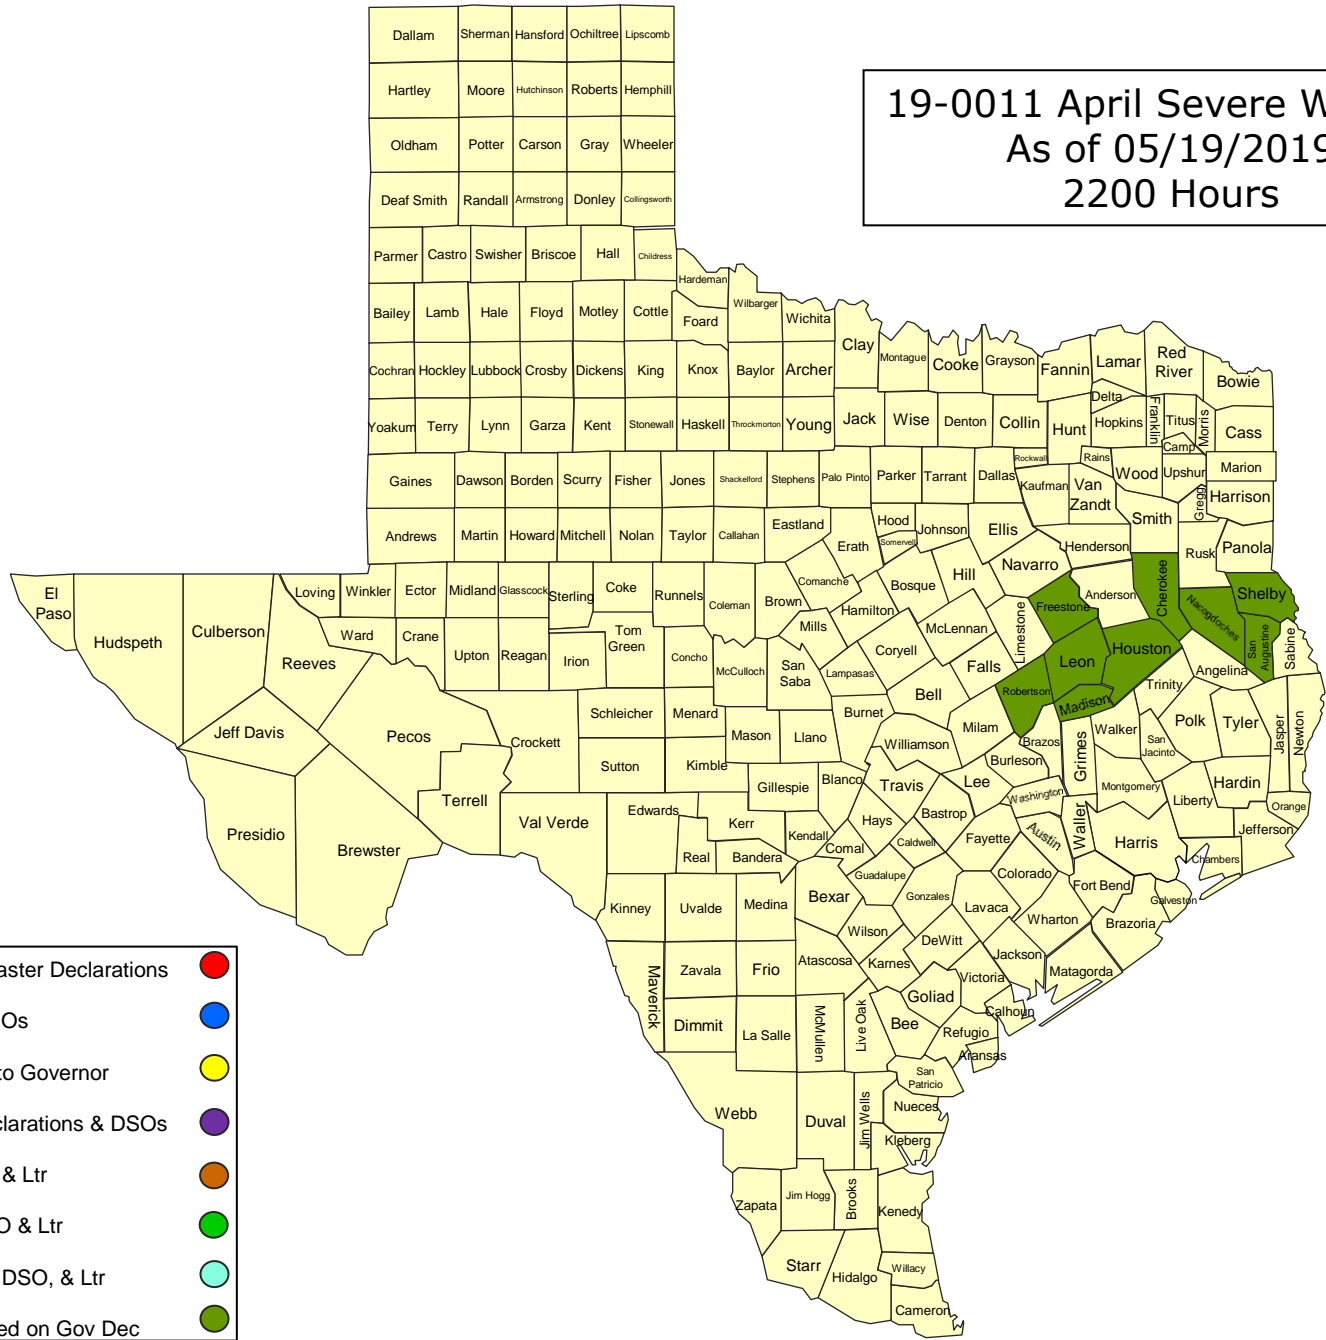 19-0011 April Severe W
As of 05/19/2019
2200 Hours
Dallam Sherman Hansford Ochiltree Lipscomb
Hartley Moore Hutchinson Roberts Hemphill
Oldham Potter Carson Gray Wheeler
Deaf Smith Randall Armstrong Donley Collingsworth
Parmer Castro Swisher Briscoe Hall Childress
Hardeman
Bailey Lamb Hale Floyd Motley Cottle Foard Wilbarger Wichita
Clay Montague Cooke Grayson Fannin Lamar Red River Bowie
Cochran Hockley Lubbock Crosby Dickens King Knox Baylor Archer
Delta
Yoakum Terry Lynn Garza Kent Stonewall Haskell Throckmorton Young Jack Wise Denton Collin Hunt Hopkins Franklin Titus Morris Cass
Camp
Rockwall Rains
Gaines Dawson Borden Scurry Fisher Jones Shackelford Stephens Palo Pinto Parker Tarrant Dallas Kaufman Van Zandt Wood Upshur Marion
Gregg Harrison
Andrews Martin Howard Mitchell Nolan Taylor Callahan Eastland Erath Hood Somervell Johnson Ellis Henderson Smith Rusk Panola
El Paso Hudspeth Culberson Loving Winkler Ector Midland Glasscock Sterling Coke Runnels Coleman Brown Comanche Hamilton Bosque Hill Navarro Freestone Anderson Cherokee Nacogdoches Shelby
Reeves Ward Crane Upton Reagan Irion Tom Green Concho McCulloch San Saba Mills Lampasas Coryell McLennan Falls Limestone Leon Houston Angelina San Augustine Sabine
Jeff Davis Pecos Crockett Schleicher Menard Mason Llano Burnet Bell Milam Robertson Madison Trinity
Walker San Jacinto Polk Tyler Jasper Newton
Presidio Brewster Terrell Val Verde Sutton Kimble Gillespie Blanco Williamson Travis Lee Burleson Brazos Grimes
Washington Montgomery Liberty Hardin Orange
Edwards Kerr Kendall Hays Bastrop Caldwell Fayette Austin Waller Harris Jefferson Chambers
Real Bandera Comal Guadalupe Gonzales Colorado Fort Bend Galveston
Kinney Uvalde Medina Bexar Wilson Lavaca Wharton Brazoria
Maverick Zavala Frio Atascosa Karnes DeWitt Jackson Matagorda
Victoria Goliad Calhoun
Dimmit La Salle McMullen Live Oak Bee Refugio Aransas
San Patricio
Webb Duval Jim Wells Nueces
Kleberg
Zapata Jim Hogg Brooks Kenedy
Starr Hidalgo Willacy
Cameron
aster Declarations
Os
to Governor
clarations & DSOs
& Ltr
O & Ltr
DSO, & Ltr
ed on Gov Dec